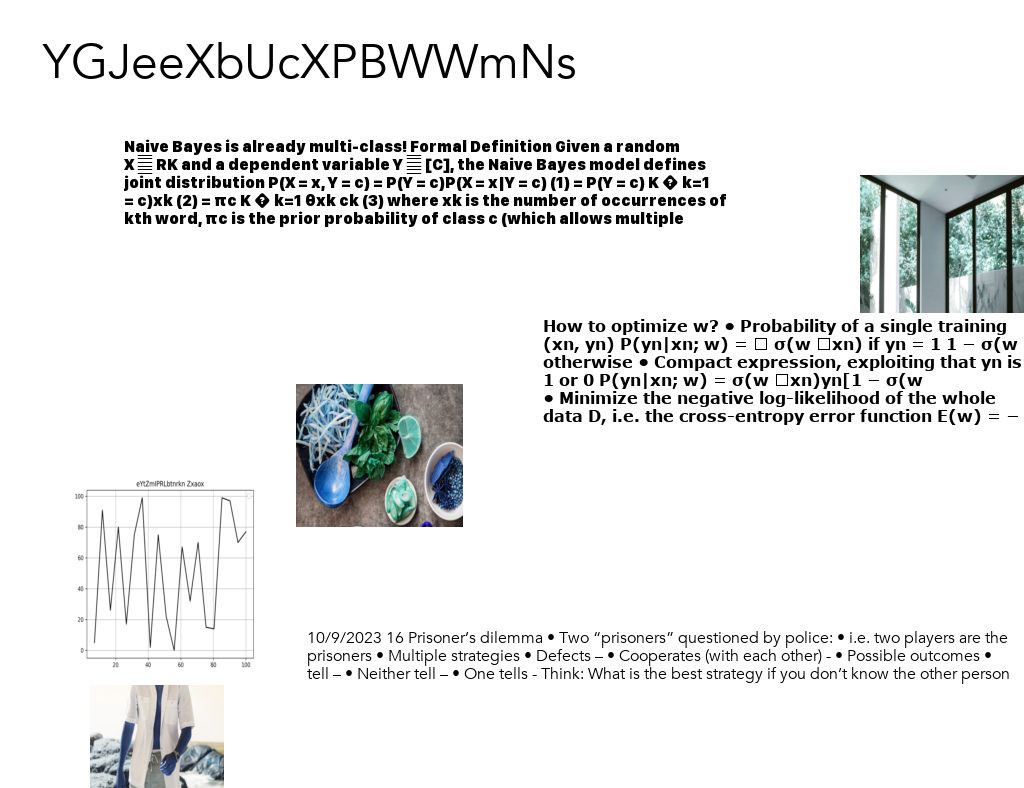 YGJeeXbUcXPBWWmNs
Naive Bayes is already multi-class! Formal Definition Given a random
X RK and a dependent variable Y [C], the Naive Bayes model defines
joint distribution P(X = x, Y = c) = P(Y = c)P(X = x|Y = c) (1) = P(Y = c) K � k=1
= c)xk (2) = πc K � k=1 θxk ck (3) where xk is the number of occurrences of
kth word, πc is the prior probability of class c (which allows multiple
How to optimize w? ● Probability of a single training
(xn, yn) P(yn|xn; w) = □ σ(w □xn) if yn = 1 1 − σ(w
otherwise ● Compact expression, exploiting that yn is
1 or 0 P(yn|xn; w) = σ(w □xn)yn[1 − σ(w
● Minimize the negative log-likelihood of the whole
data D, i.e. the cross-entropy error function E(w) = −
eYtZmIPRLbtnrkn Zxaox
100
80
60
40
20
0
20 40 60 80 100
10/9/2023 16 Prisoner’s dilemma • Two “prisoners” questioned by police: • i.e. two players are the
prisoners • Multiple strategies • Defects – • Cooperates (with each other) - • Possible outcomes •
tell – • Neither tell – • One tells - Think: What is the best strategy if you don’t know the other person